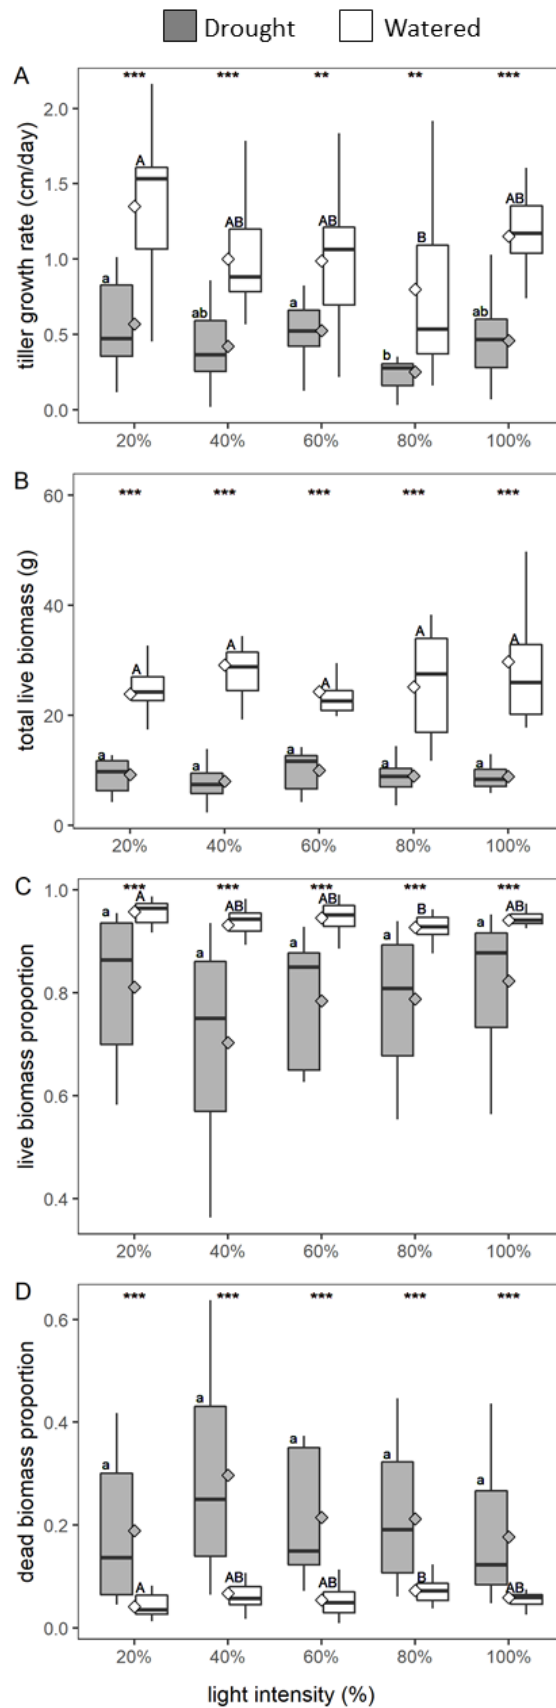 Drought Watered
A
*** *** ** ** ***
2.0
1.5
1.0
0.5
0.0
tiller growth rate (cm/day)
a A ab AB a AB b B ab AB
20% 40% 60% 80% 100%
B
*** *** *** *** ***
60
40
20
0
total live biomass (g)
a A a A a A a A a A
20% 40% 60% 80% 100%
C
*** *** *** *** ***
1.0
0.8
0.6
0.4
live biomass proportion
a A a AB a AB a B a AB
20% 40% 60% 80% 100%
D
*** *** *** *** ***
0.6
0.4
0.2
0.0
dead biomass proportion
a A a AB a AB a B a AB
20% 40% 60% 80% 100%
light intensity (%)